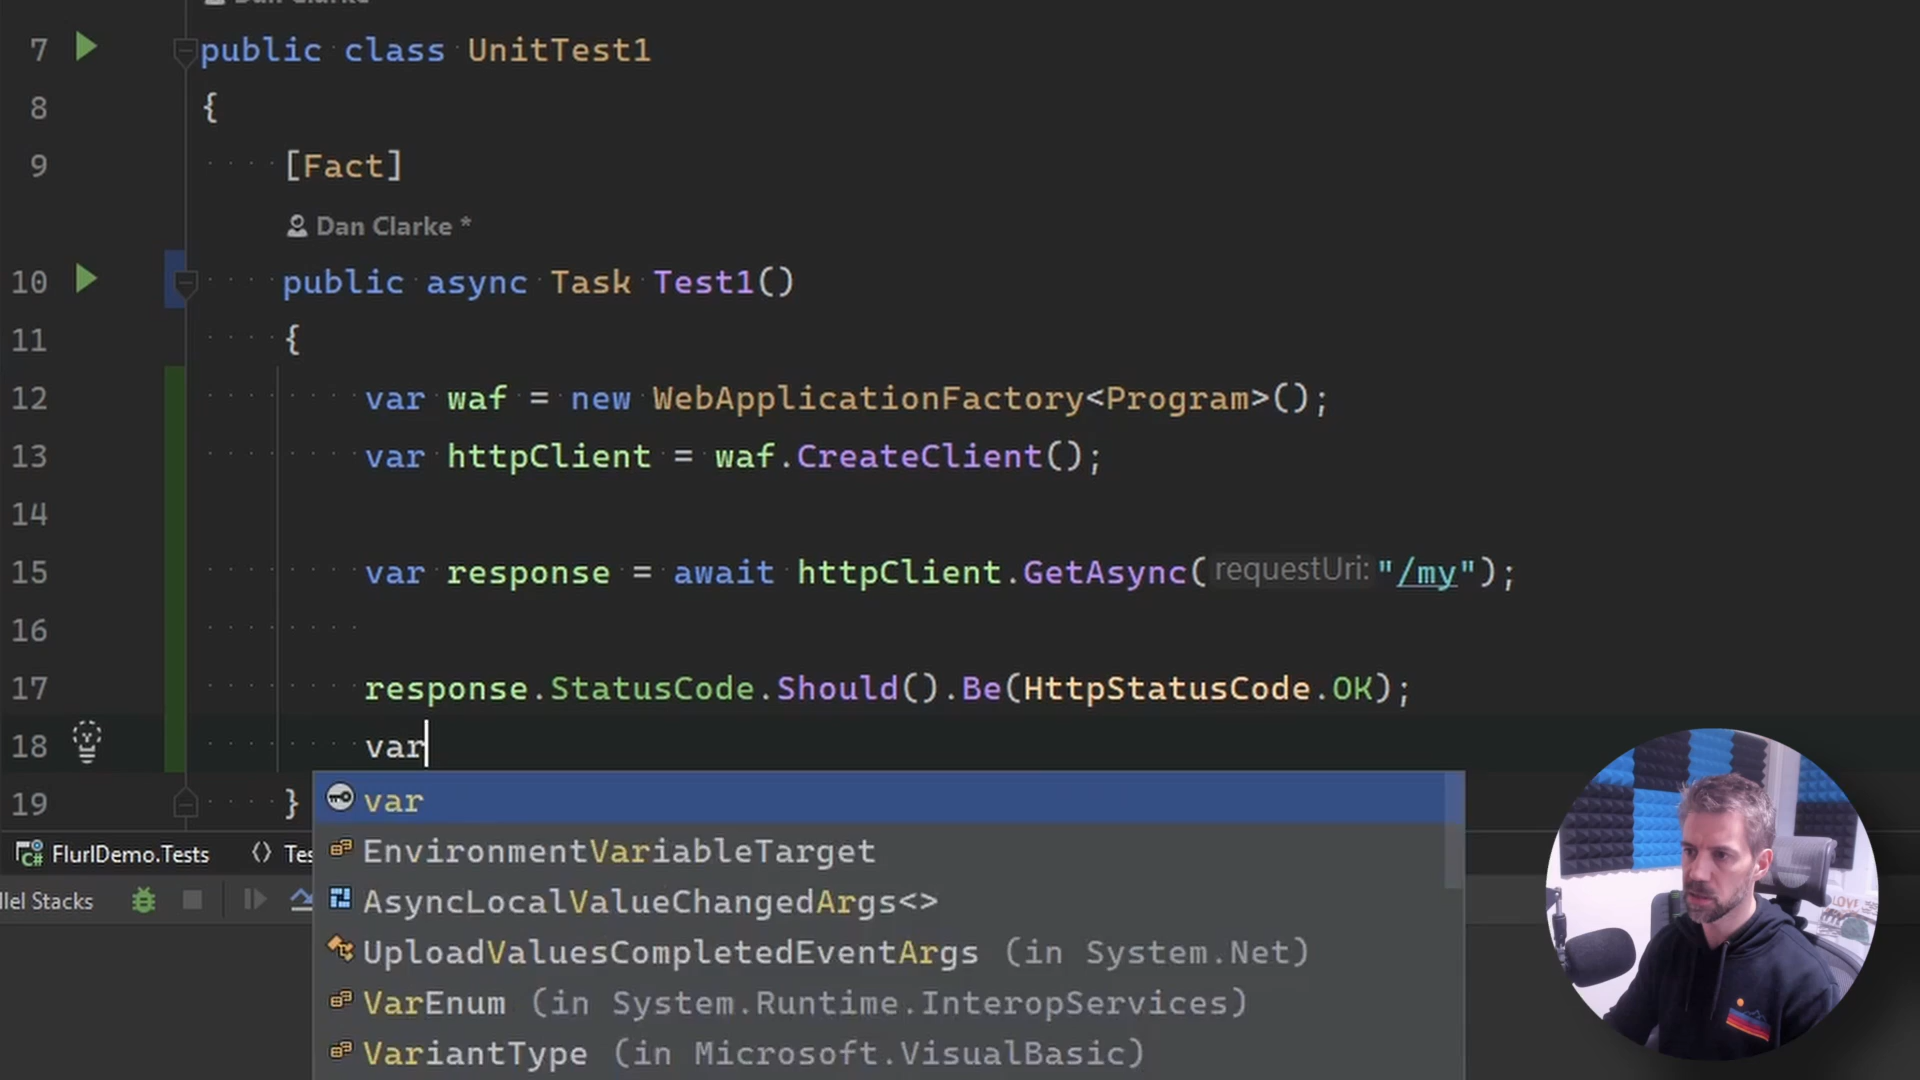 Dan Clarke
7 public class UnitTest1
8 {
9 [Fact]
Dan Clarke *
10 public async Task Test1()
11 {
12 var waf = new WebApplicationFactory<Program>();
13 var httpClient = waf.CreateClient();
14
15 var response = await httpClient.GetAsync(requestUri: "/my");
16
17 response.StatusCode.Should().Be(HttpStatusCode.OK);
18 var
19 }
var
EnvironmentVariableTarget
AsyncLocalValueChangedArgs<>
UploadValuesCompletedEventArgs (in System.Net)
VarEnum (in System.Runtime.InteropServices)
VariantType (in Microsoft.VisualBasic)
C# FlurlDemo.Tests <> Tes
llel Stacks